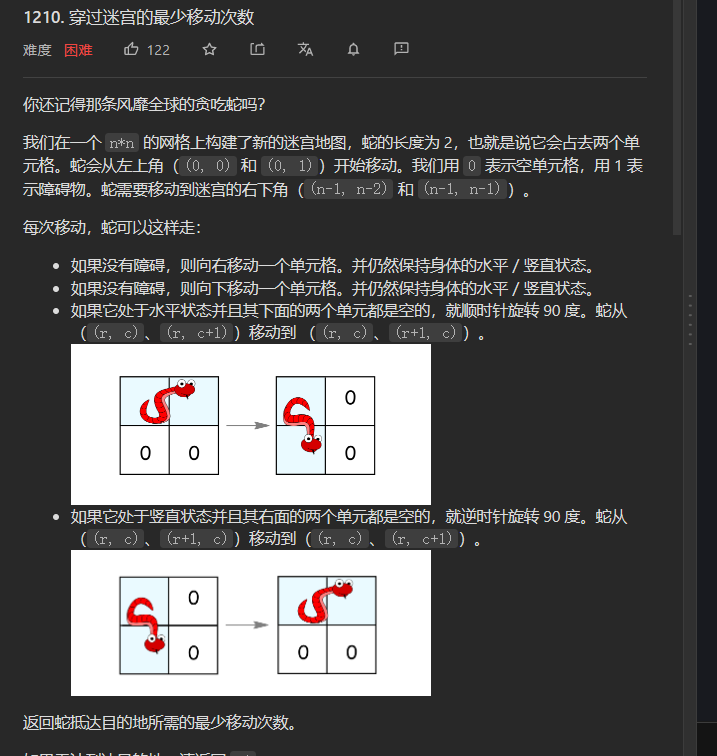 1210. 穿过迷宫的最少移动次数
难度 困难 122
你还记得那条风靡全球的贪吃蛇吗？
我们在一个 n*n 的网格上构建了新的迷宫地图，蛇的长度为 2，也就是说它会占去两个单
元格。蛇会从左上角（(0, 0) 和 (0, 1)）开始移动。我们用 0 表示空单元格，用 1 表
示障碍物。蛇需要移动到迷宫的右下角（(n-1, n-2) 和 (n-1, n-1)）。
每次移动，蛇可以这样走：
如果没有障碍，则向右移动一个单元格。并仍然保持身体的水平／竖直状态。
如果没有障碍，则向下移动一个单元格。并仍然保持身体的水平／竖直状态。
如果它处于水平状态并且其下面的两个单元都是空的，就顺时针旋转 90 度。蛇从
（(r, c)、(r, c+1)）移动到 （(r, c)、(r+1, c)）。
0
0 0 0
如果它处于竖直状态并且其右面的两个单元都是空的，就逆时针旋转 90 度。蛇从
（(r, c)、(r+1, c)）移动到（(r, c)、(r, c+1)）。
0
0 0 0
返回蛇抵达目的地所需的最少移动次数。